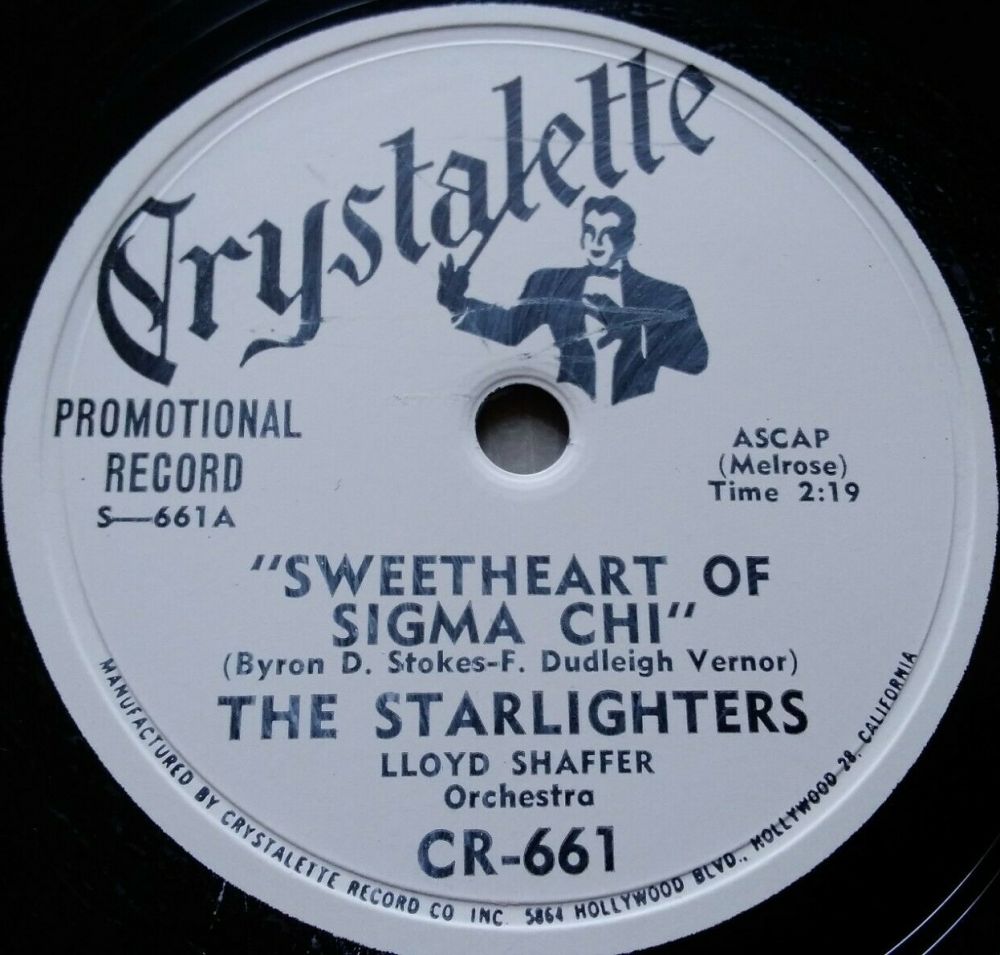 Crystalette
PROMOTIONAL
RECORD
S—661A
ASCAP
(Melrose)
Time 2:19
"SWEETHEART OF
SIGMA CHI"
(Byron D. Stokes-F. Dudleigh Vernor)
THE STARLIGHTERS
LLOYD SHAFFER
Orchestra
CR-661
MANUFACTURED BY CRYSTALETTE RECORD CO INC. 5864 HOLLYWOOD BLVD., HOLLYWOOD 28, CALIFORNIA